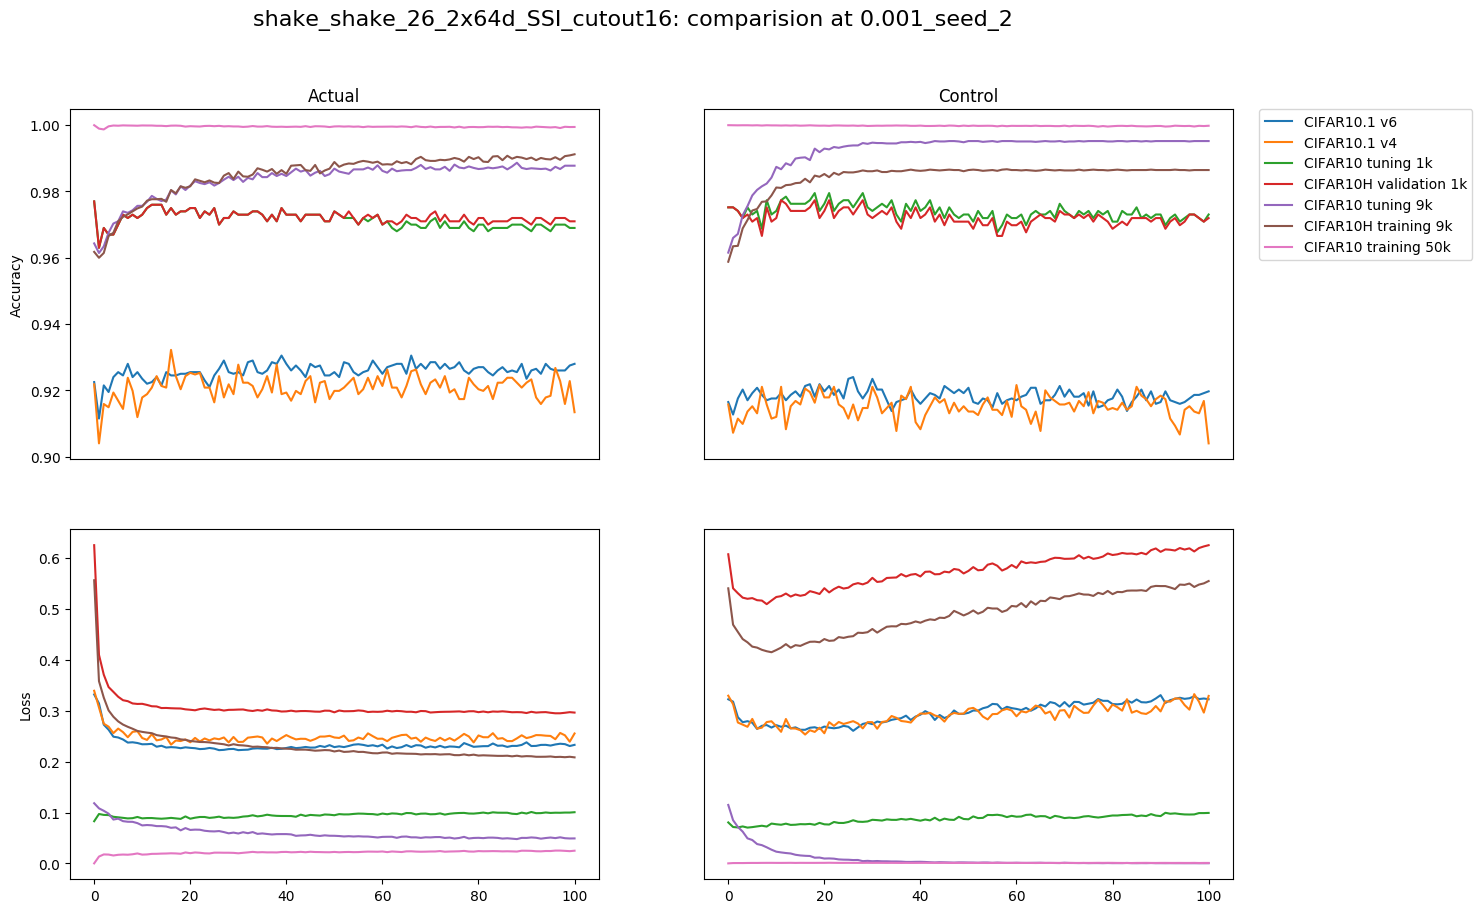 shake_shake_26_2x64d_SSI_cutout16: comparision at 0.001_seed_2
Actual
Control
1.00
0.98
0.96
0.94
0.92
0.90
Accuracy
CIFAR10.1 v6
CIFAR10.1 v4
CIFAR10 tuning 1k
CIFAR10H validation 1k
CIFAR10 tuning 9k
CIFAR10H training 9k
CIFAR10 training 50k
0.6
0.5
0.4
0.3
0.2
0.1
0.0
Loss
0 20 40 60 80 100
0 20 40 60 80 100